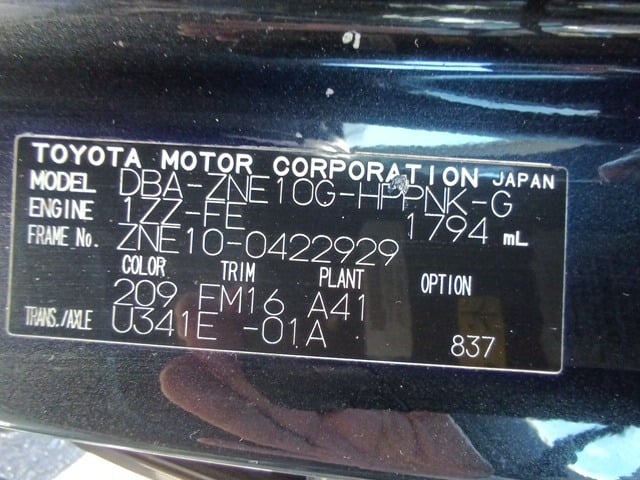 TOYOTA MOTOR CORPORATION JAPAN
MODEL DBA-ZNE10G-HPPNK-G
ENGINE 1ZZ-FE 1794 mL
FRAME No. ZNE10-0422929
COLOR TRIM PLANT OPTION
209 FM16 A41
TRANS./AXLE U341E -01A
837